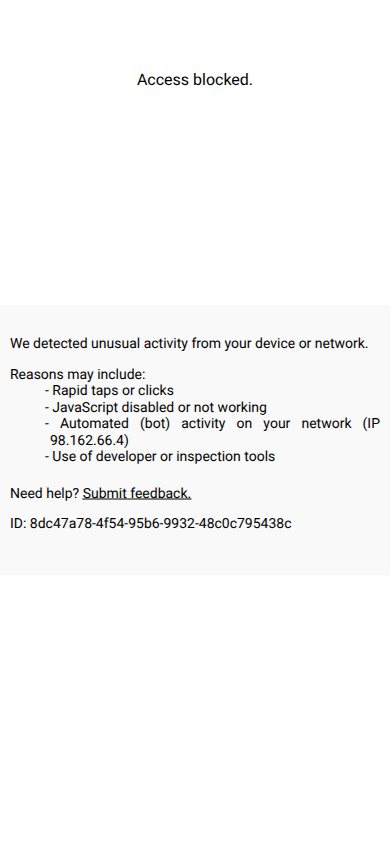 Access blocked.
We detected unusual activity from your device or network.
Reasons may include:
- Rapid taps or clicks
- JavaScript disabled or not working
- Automated (bot) activity on your network (IP
98.162.66.4)
- Use of developer or inspection tools
Need help? Submit feedback.
ID: 8dc47a78-4f54-95b6-9932-48c0c795438c